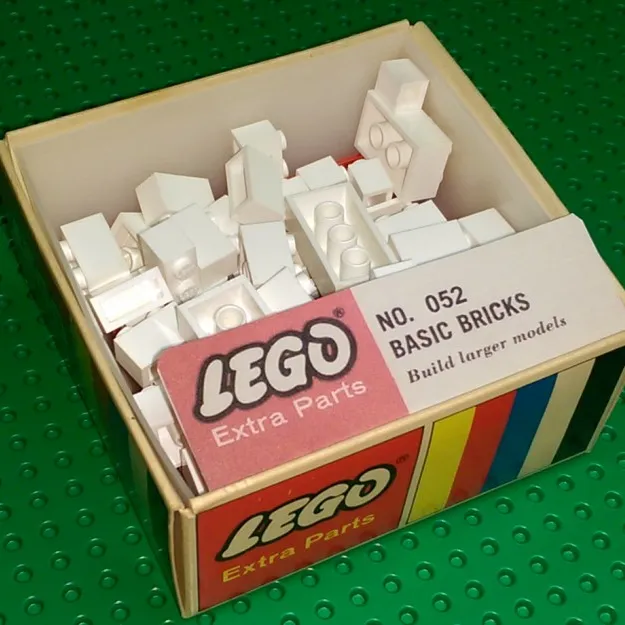 LEGO®
Extra Parts
NO. 052
BASIC BRICKS
Build larger models
LEGO®
Extra Parts